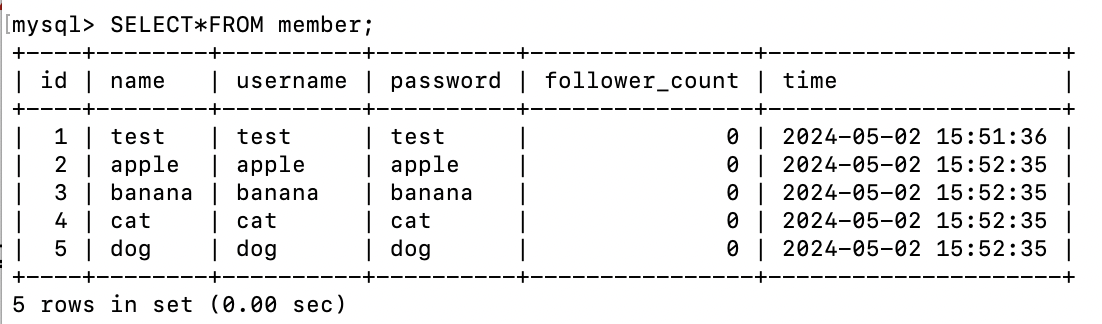 [mysql> SELECT*FROM member;
+----+--------+----------+----------+----------------+---------------------+
| id | name   | username | password | follower_count | time                |
+----+--------+----------+----------+----------------+---------------------+
|  1 | test   | test     | test     |              0 | 2024-05-02 15:51:36 |
|  2 | apple  | apple    | apple    |              0 | 2024-05-02 15:52:35 |
|  3 | banana | banana   | banana   |              0 | 2024-05-02 15:52:35 |
|  4 | cat    | cat      | cat      |              0 | 2024-05-02 15:52:35 |
|  5 | dog    | dog      | dog      |              0 | 2024-05-02 15:52:35 |
+----+--------+----------+----------+----------------+---------------------+
5 rows in set (0.00 sec)